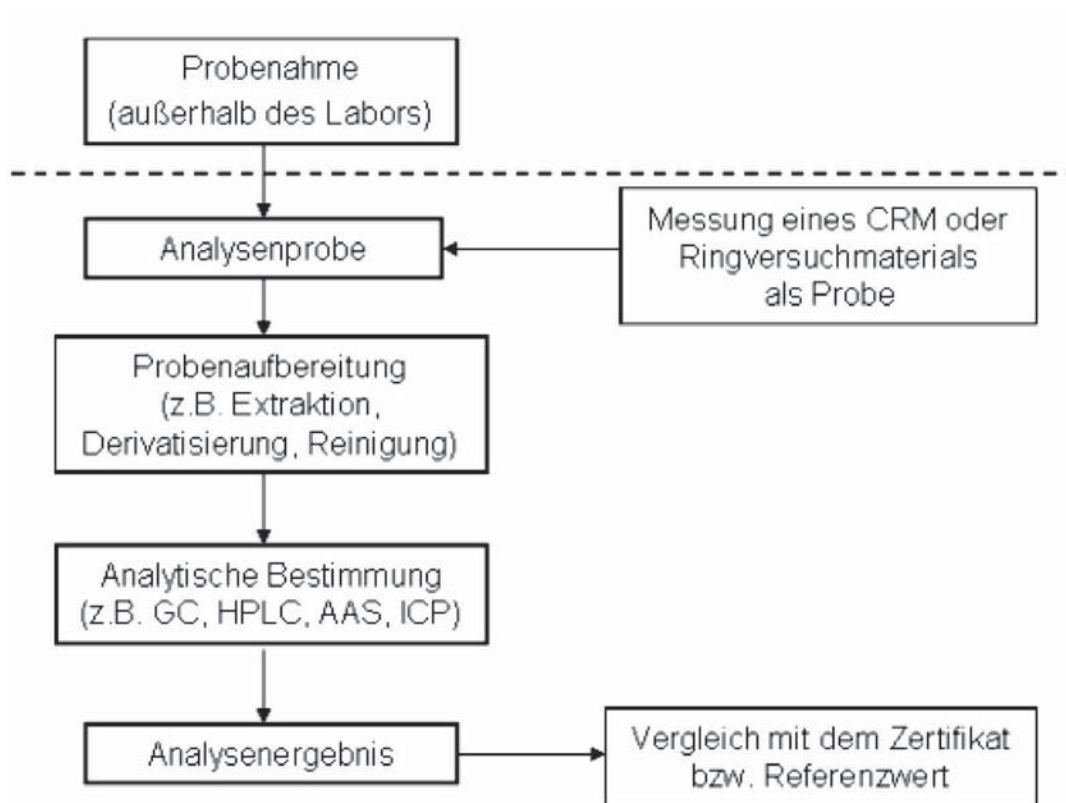 Probenahme
(außerhalb des Labors)
Analysenprobe
Messung eines CRM oder
Ringversuchmaterials
als Probe
Probenaufbereitung
(z.B. Extraktion,
Derivatisierung, Reinigung)
Analytische Bestimmung
(z.B. GC, HPLC, AAS, ICP)
Analysenergebnis
Vergleich mit dem Zertifikat
bzw. Referenzwert